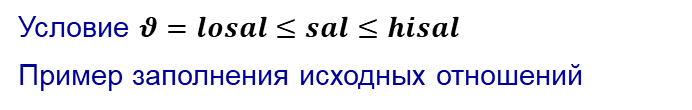 Условие 𝝑 = losal ≤ sal ≤ hisal
Пример заполнения исходных отношений